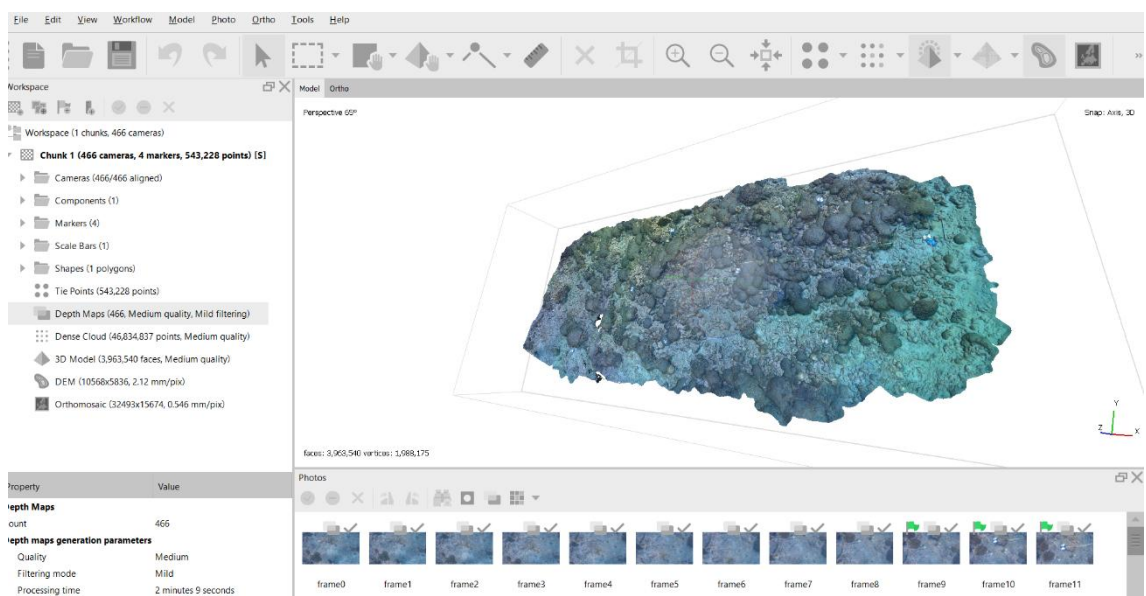 File Edit View Workflow Model Photo Ortho Tools Help
»
Workspace
Model Ortho
Perspective 65°
Snap: Axis, 3D
Workspace (1 chunks, 466 cameras)
Chunk 1 (466 cameras, 4 markers, 543,228 points) [S]
Cameras (466/466 aligned)
Components (1)
Markers (4)
Scale Bars (1)
Shapes (1 polygons)
Tie Points (543,228 points)
Depth Maps (466, Medium quality, Mild filtering)
Dense Cloud (46,834,837 points, Medium quality)
3D Model (3,963,540 faces, Medium quality)
DEM (10568x5836, 2.12 mm/pix)
Orthomosaic (32493x15674, 0.546 mm/pix)
Y
Z
X
faces: 3,963,540 vertices: 1,988,175
Property Value
Depth Maps
ount 466
Depth maps generation parameters
Quality Medium
Filtering mode Mild
Processing time 2 minutes 9 seconds
Photos
frame0 frame1 frame2 frame3 frame4 frame5 frame6 frame7 frame8 frame9 frame10 frame11